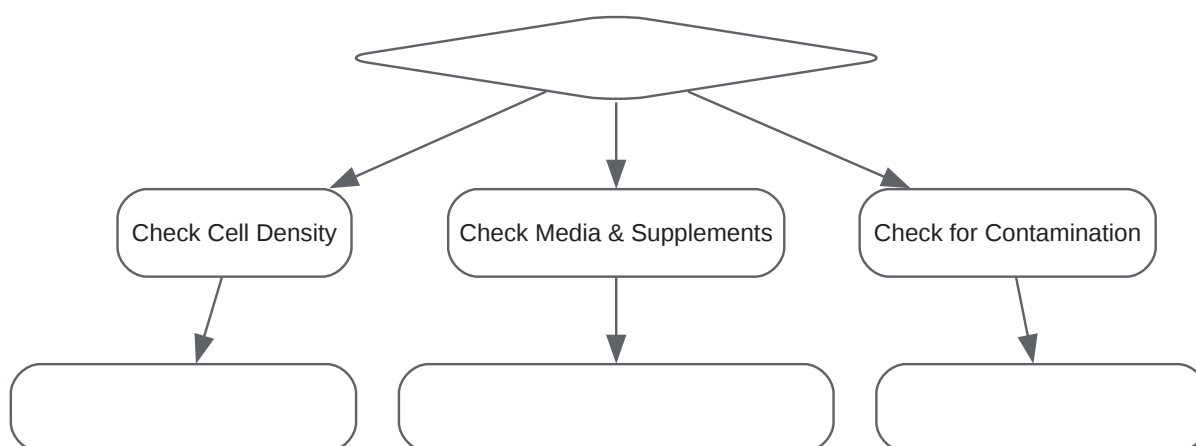 Check Cell Density
Check Media & Supplements
Check for Contamination